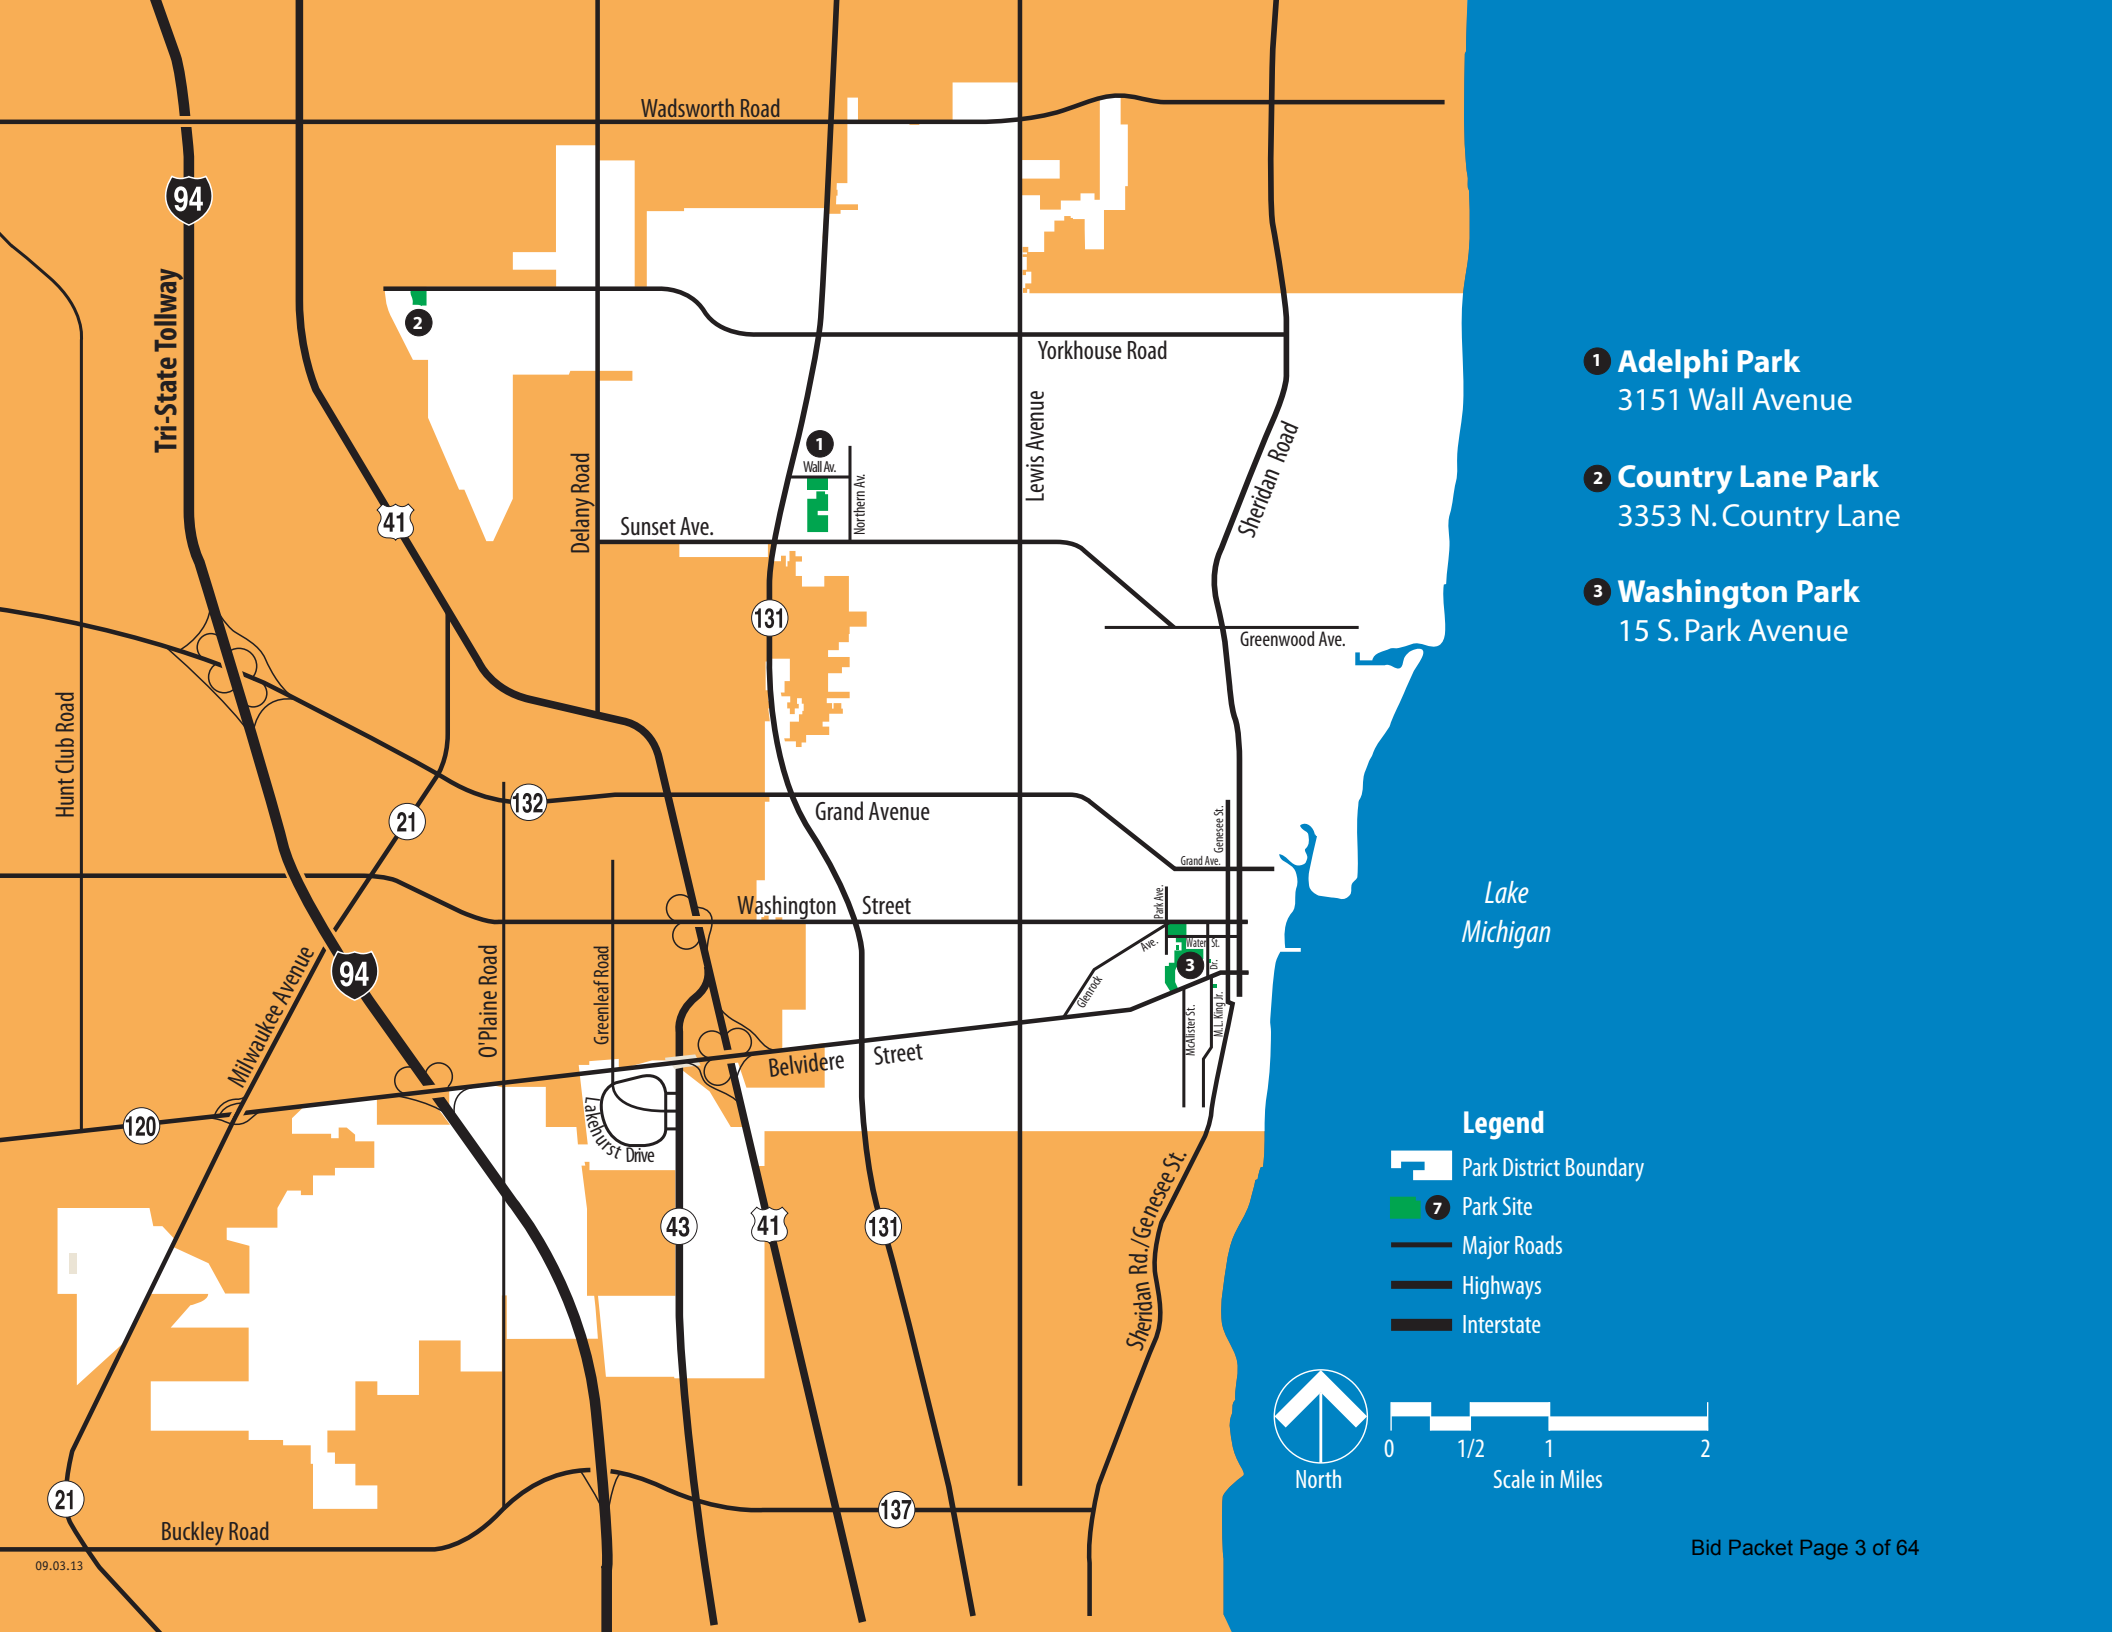 Wadsworth Road
94
Tri-State Tollway
2
Yorkhouse Road
Lewis Avenue
Sheridan Road
1
Wall Av.
Northern Av.
41
Delany Road
Sunset Ave.
131
Greenwood Ave.
Hunt Club Road
132
21
Grand Avenue
Genesee St.
Grand Ave.
Park Ave.
Washington Street
Glenrock Ave.
Water St.
3
M.L. King Jr. Dr.
McAlister St.
94
Milwaukee Avenue
O'Plaine Road
Greenleaf Road
Belvidere Street
120
Lakehurst Drive
43
41
131
Sheridan Rd./Genesee St.
21
137
Buckley Road
09.03.13
1 Adelphi Park
3151 Wall Avenue
2 Country Lane Park
3353 N. Country Lane
3 Washington Park
15 S. Park Avenue
Lake
Michigan
Legend
Park District Boundary
7 Park Site
Major Roads
Highways
Interstate
North
0 1/2 1 2
Scale in Miles
Bid Packet Page 3 of 64